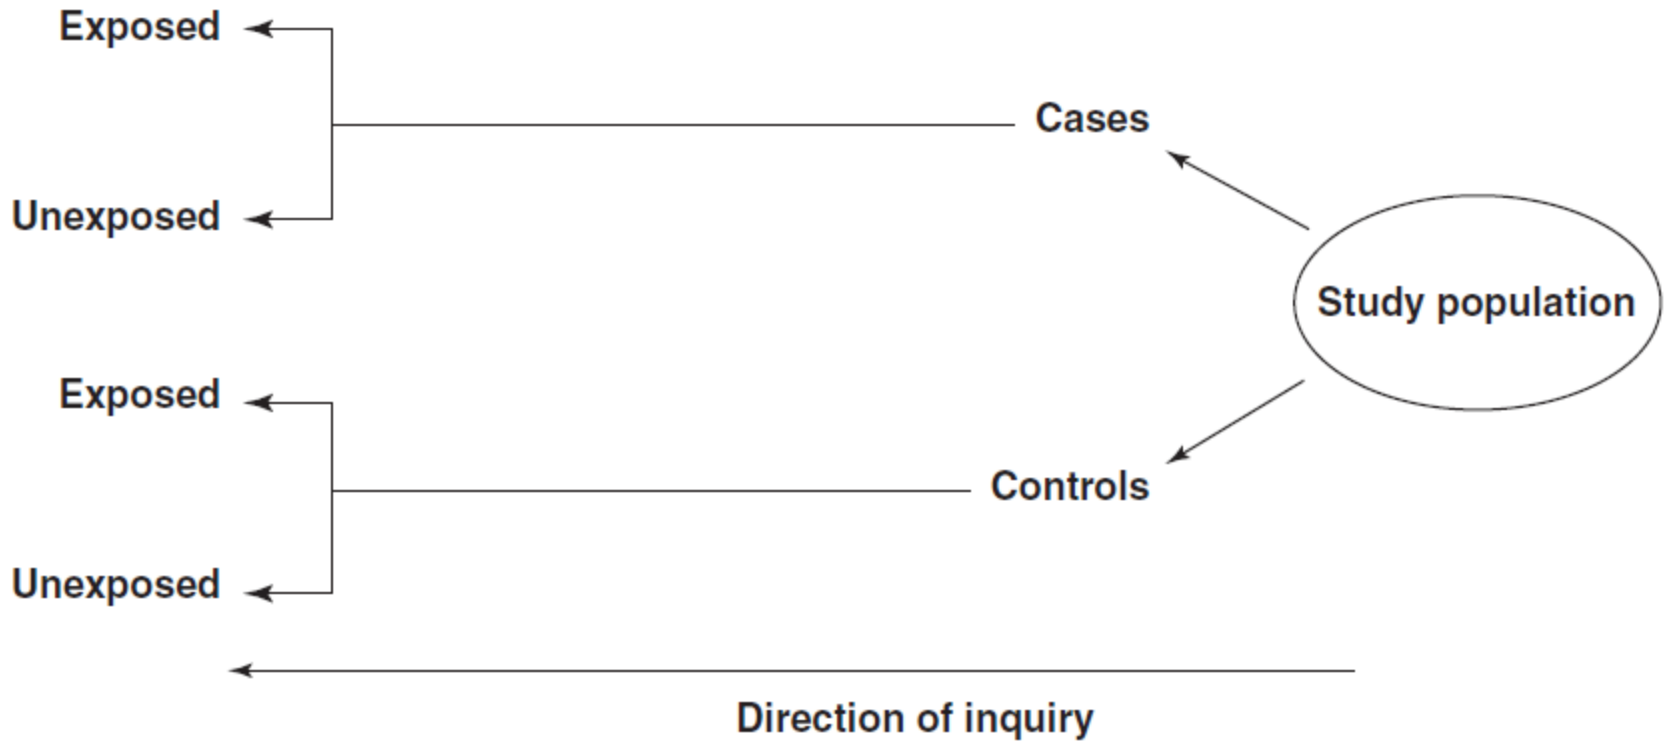 Exposed
Cases
Unexposed
Study population
Exposed
Controls
Unexposed
Direction of inquiry